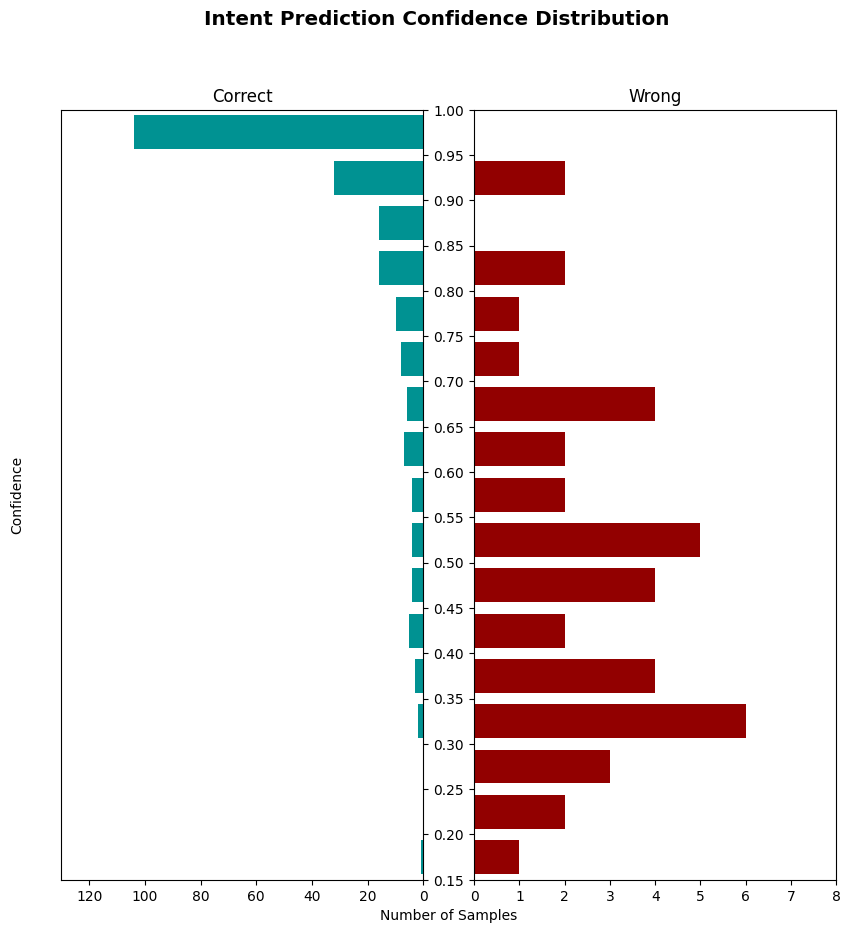 Intent Prediction Confidence Distribution
Correct
Wrong
1.00
0.95
0.90
0.85
0.80
0.75
0.70
0.65
0.60
0.55
0.50
0.45
0.40
0.35
0.30
0.25
0.20
0.15
Confidence
120 100 80 60 40 20 0
0 1 2 3 4 5 6 7 8
Number of Samples